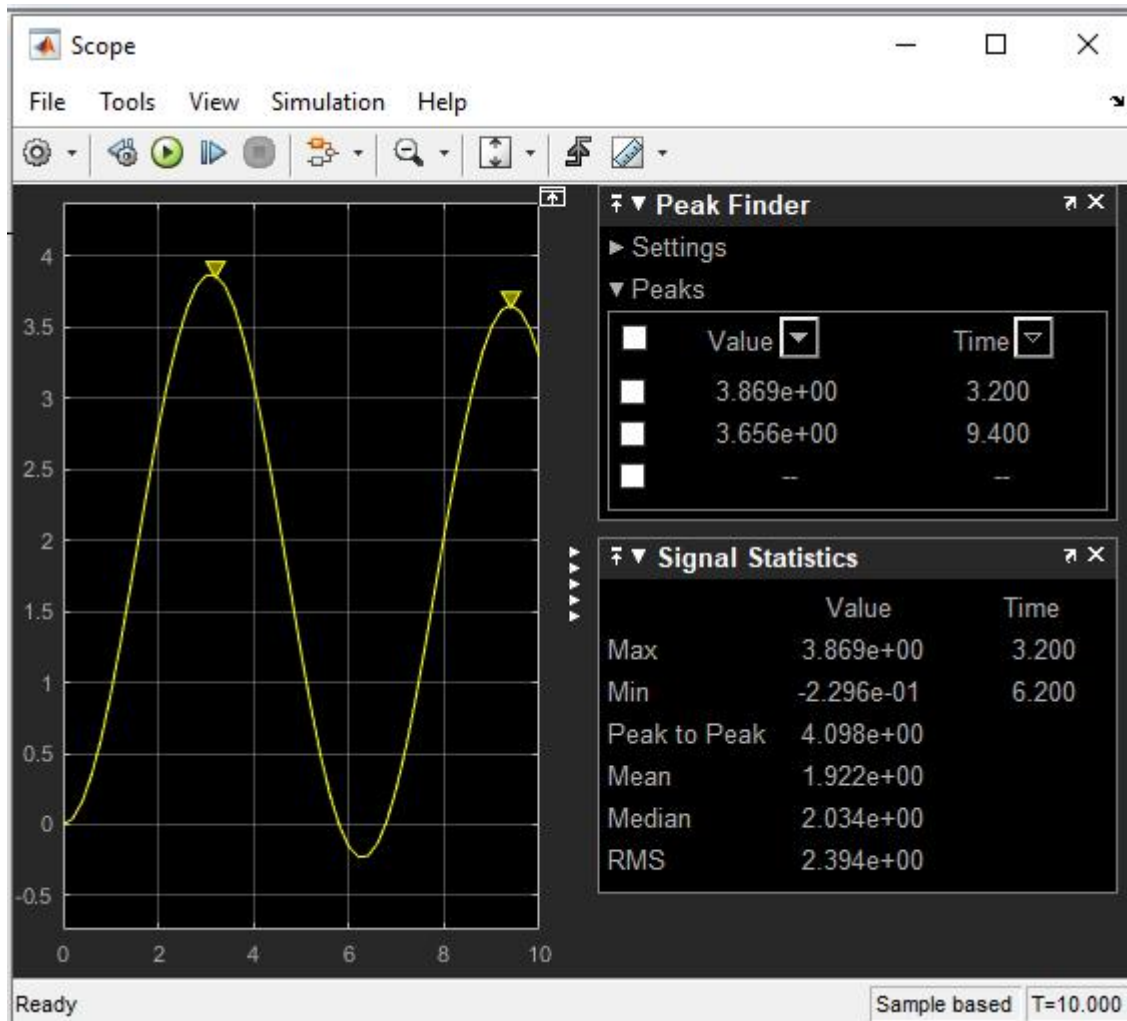 Scope
File Tools View Simulation Help
4
3.5
3
2.5
2
1.5
1
0.5
0
-0.5
0 2 4 6 8 10
Peak Finder
Settings
Peaks
Value Time
3.869e+00 3.200
3.656e+00 9.400
-- --
Signal Statistics
Value Time
Max 3.869e+00 3.200
Min -2.296e-01 6.200
Peak to Peak 4.098e+00
Mean 1.922e+00
Median 2.034e+00
RMS 2.394e+00
Ready Sample based T=10.000